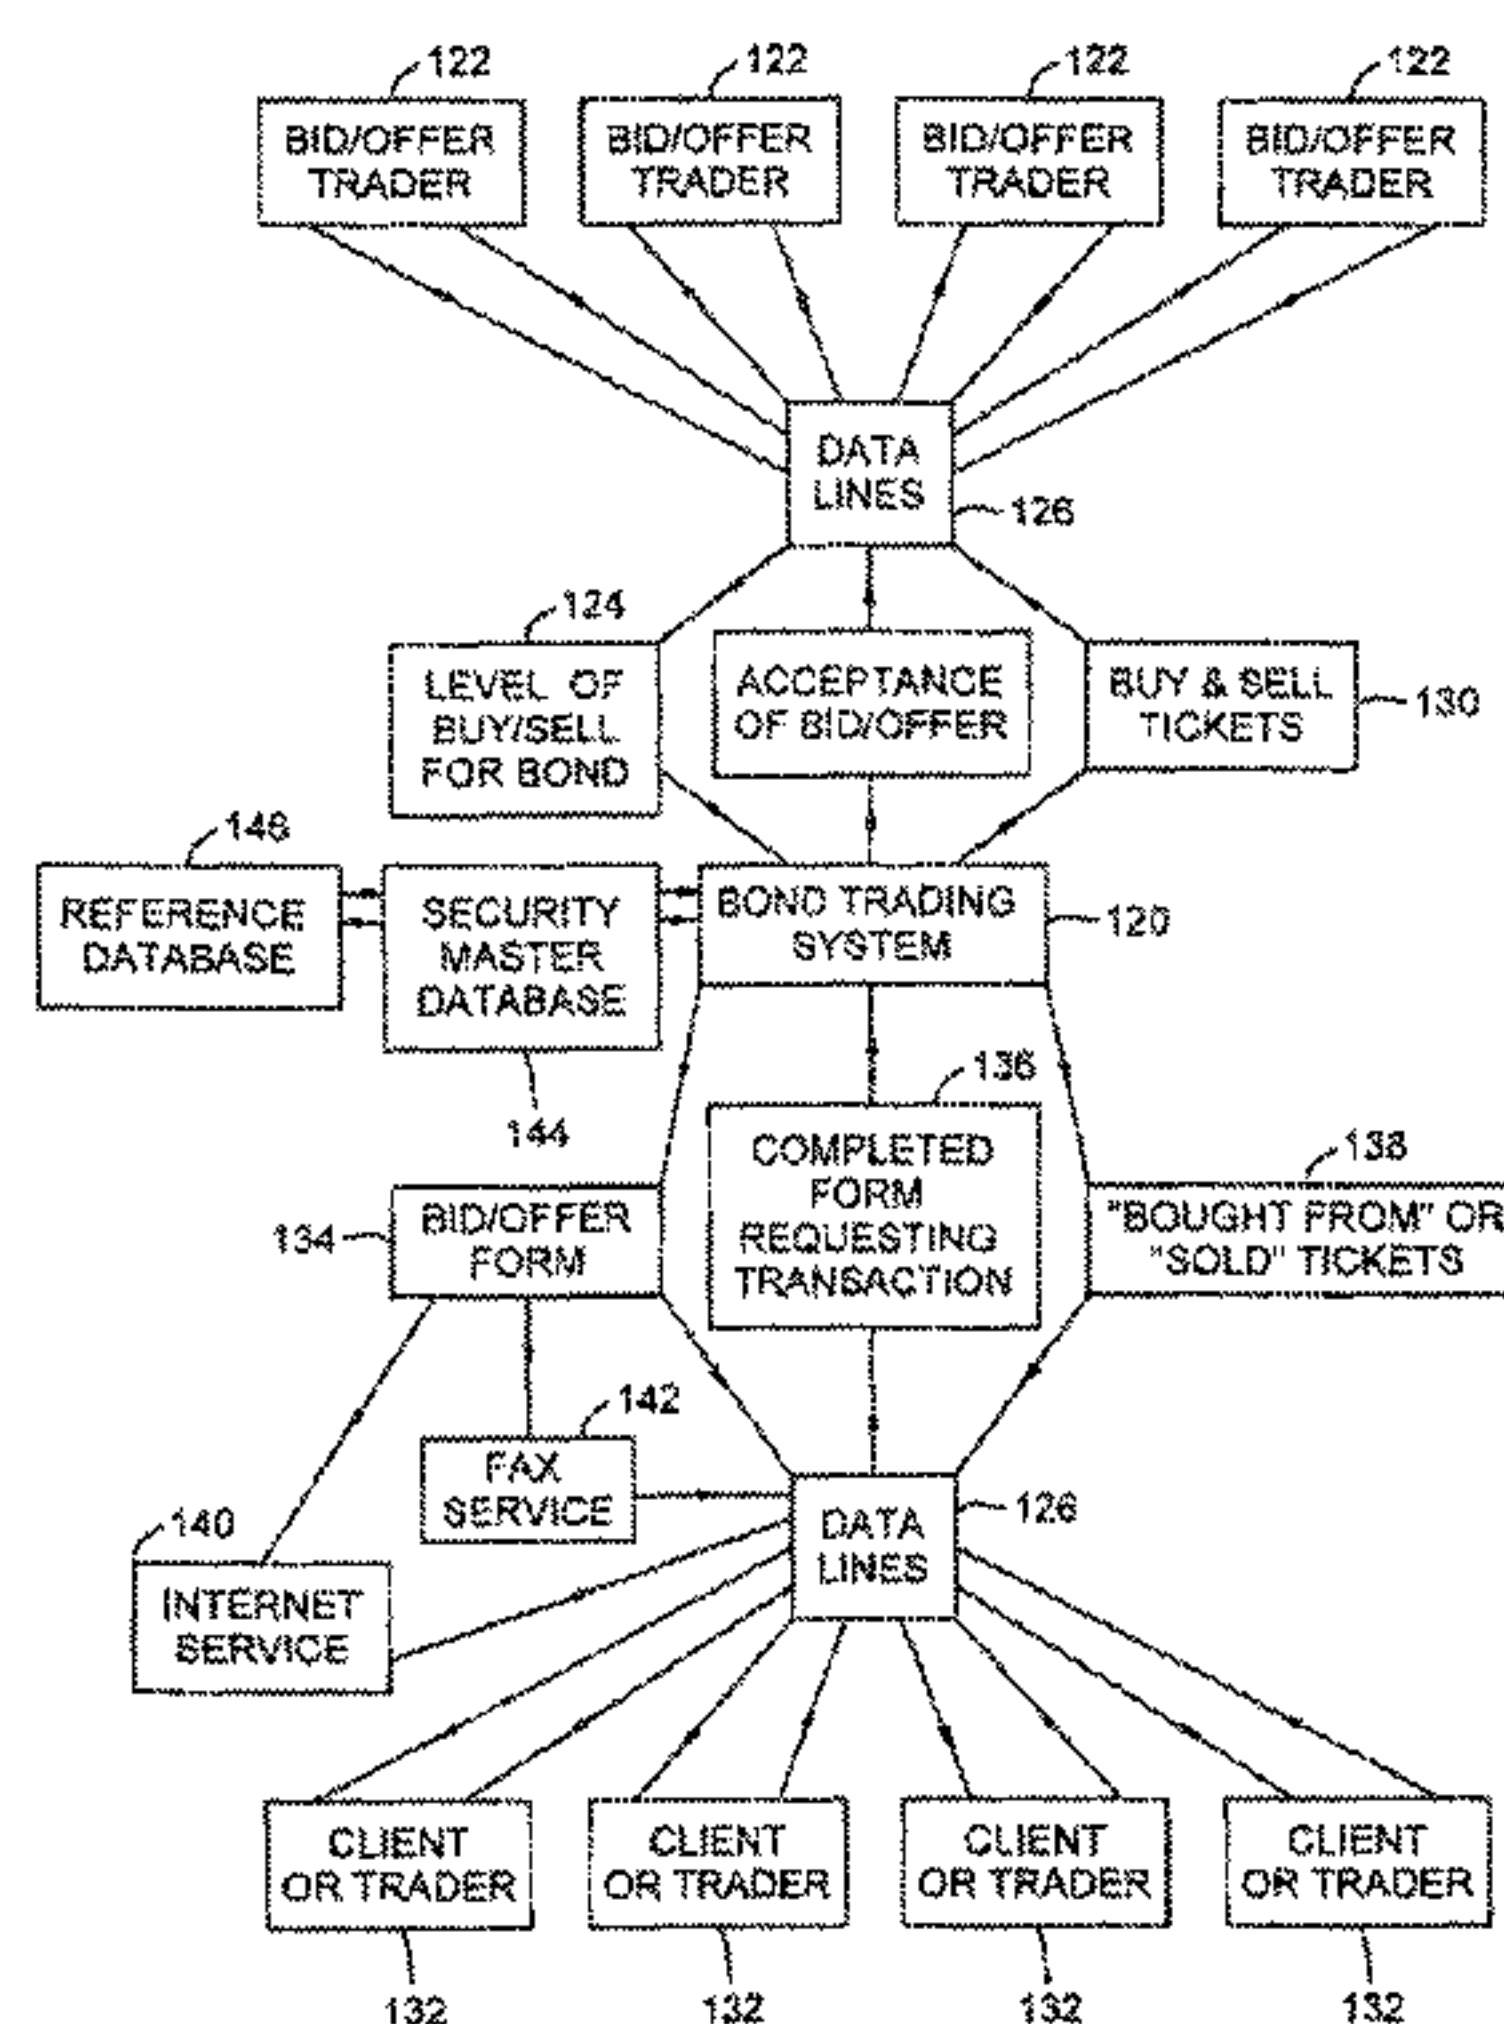 122
122
122
122
BID/OFFER
TRADER
BID/OFFER
TRADER
BID/OFFER
TRADER
BID/OFFER
TRADER
DATA
LINES
126
124
LEVEL OF
BUY/SELL
FOR BOND
ACCEPTANCE
OF BID/OFFER
BUY & SELL
TICKETS
130
146
REFERENCE
DATABASE
SECURITY
MASTER
DATABASE
144
BOND TRADING
SYSTEM
120
136
COMPLETED
FORM
REQUESTING
TRANSACTION
138
"BOUGHT FROM" OR
"SOLD" TICKETS
134
BID/OFFER
FORM
142
FAX
SERVICE
140
INTERNET
SERVICE
DATA
LINES
126
CLIENT
OR TRADER
CLIENT
OR TRADER
CLIENT
OR TRADER
CLIENT
OR TRADER
132
132
132
132